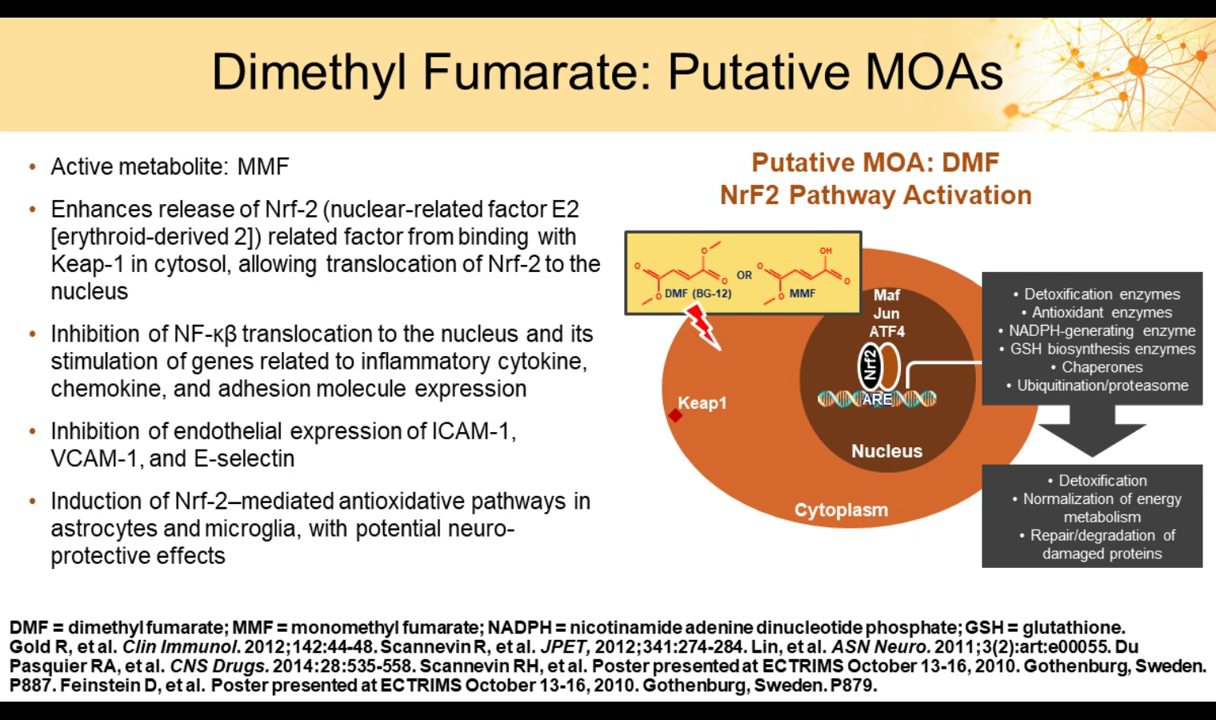 Dimethyl Fumarate: Putative MOAs
• Active metabolite: MMF
• Enhances release of Nrf-2 (nuclear-related factor E2
[erythroid-derived 2]) related factor from binding with
Keap-1 in cytosol, allowing translocation of Nrf-2 to the
nucleus
• Inhibition of NF-κβ translocation to the nucleus and its
stimulation of genes related to inflammatory cytokine,
chemokine, and adhesion molecule expression
• Inhibition of endothelial expression of ICAM-1,
VCAM-1, and E-selectin
• Induction of Nrf-2–mediated antioxidative pathways in
astrocytes and microglia, with potential neuro-
protective effects
Putative MOA: DMF
NrF2 Pathway Activation
O
O
O
O
DMF (BG-12)
OR
O
OH
O
O
MMF
Maf
Jun
ATF4
Nrf2
ARE
Keap1
Nucleus
Cytoplasm
• Detoxification enzymes
• Antioxidant enzymes
• NADPH-generating enzyme
• GSH biosynthesis enzymes
• Chaperones
• Ubiquitination/proteasome
• Detoxification
• Normalization of energy
metabolism
• Repair/degradation of
damaged proteins
DMF = dimethyl fumarate; MMF = monomethyl fumarate; NADPH = nicotinamide adenine dinucleotide phosphate; GSH = glutathione.
Gold R, et al. Clin Immunol. 2012;142:44-48. Scannevin R, et al. JPET, 2012;341:274-284. Lin, et al. ASN Neuro. 2011;3(2):art:e00055. Du
Pasquier RA, et al. CNS Drugs. 2014:28:535-558. Scannevin RH, et al. Poster presented at ECTRIMS October 13-16, 2010. Gothenburg, Sweden.
P887. Feinstein D, et al. Poster presented at ECTRIMS October 13-16, 2010. Gothenburg, Sweden. P879.